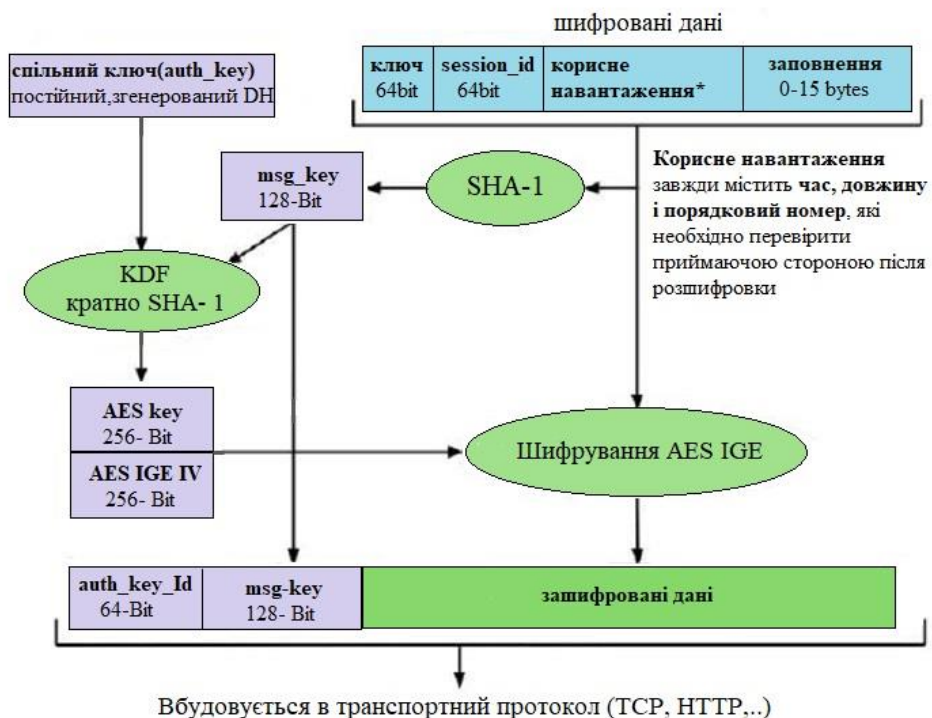 шифровані дані
спільний ключ(auth_key)
постійний,згенерований DH
ключ
64bit
session_id
64bit
корисне
навантаження*
заповнення
0-15 bytes
msg_key
128-Bit
SHA-1
Корисне навантаження
завжди містить час, довжину
і порядковий номер, які
необхідно перевірити
приймаючою стороною після
розшифровки
KDF
кратно SHA- 1
AES key
256- Bit
AES IGE IV
256- Bit
Шифрування AES IGE
auth_key_Id
64-Bit
msg-key
128- Bit
зашифровані дані
Вбудовується в транспортний протокол (TCP, HTTP,..)